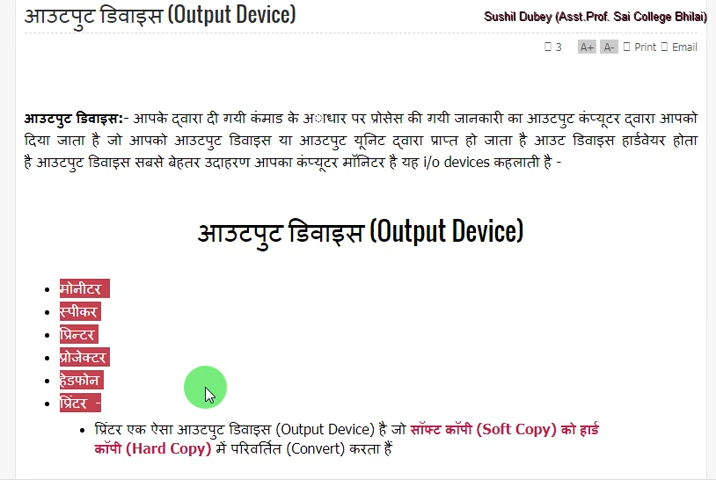 आउटपुट डिवाइस (Output Device)
Sushil Dubey (Asst.Prof. Sai College Bhilai)
3 A+ A- Print Email
आउटपुट डिवाइस:- आपके द्वारा दी गयी कंमाड के अाधार पर प्रोसेस की गयी जानकारी का आउटपुट कंप्यूटर द्वारा आपको
दिया जाता है जो आपको आउटपुट डिवाइस या आउटपुट यूनिट द्वारा प्राप्त हो जाता है आउट डिवाइस हार्डवेयर होता
है आउटपुट डिवाइस सबसे बेहतर उदाहरण आपका कंप्यूटर मॉनिटर है यह i/o devices कहलाती है -
आउटपुट डिवाइस (Output Device)
मोनीटर
स्पीकर
प्रिन्टर
प्रोजेक्टर
हेडफोन
प्रिंटर -
प्रिंटर एक ऐसा आउटपुट डिवाइस (Output Device) है जो सॉफ्ट कॉपी (Soft Copy) को हार्ड
कॉपी (Hard Copy) में परिवर्तित (Convert) करता हैं